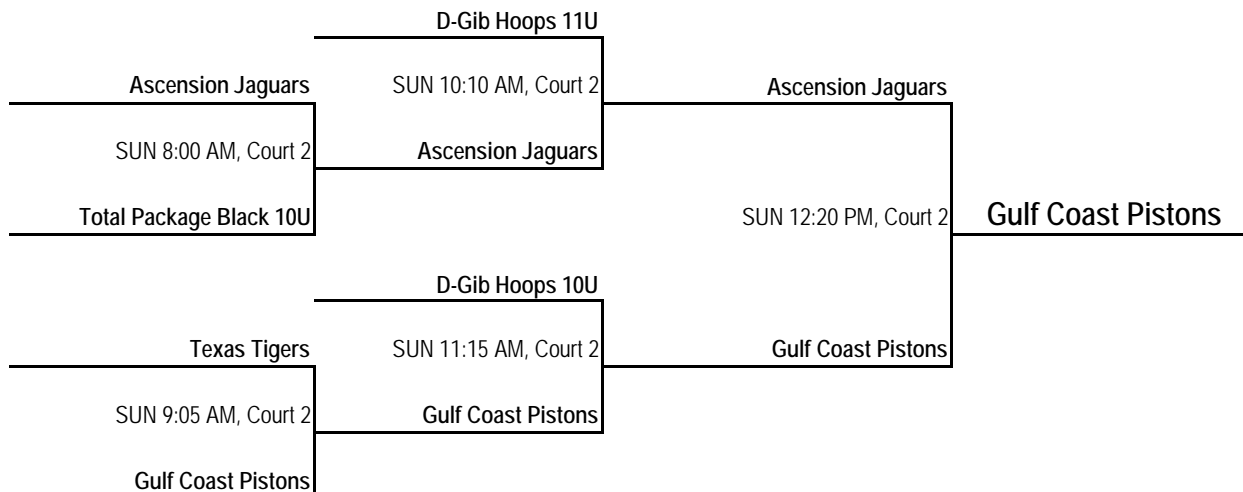 D-Gib Hoops 11U
Ascension Jaguars
SUN 10:10 AM, Court 2
Ascension Jaguars
SUN 8:00 AM, Court 2
Ascension Jaguars
Total Package Black 10U
SUN 12:20 PM, Court 2
Gulf Coast Pistons
D-Gib Hoops 10U
Texas Tigers
SUN 11:15 AM, Court 2
Gulf Coast Pistons
SUN 9:05 AM, Court 2
Gulf Coast Pistons
Gulf Coast Pistons